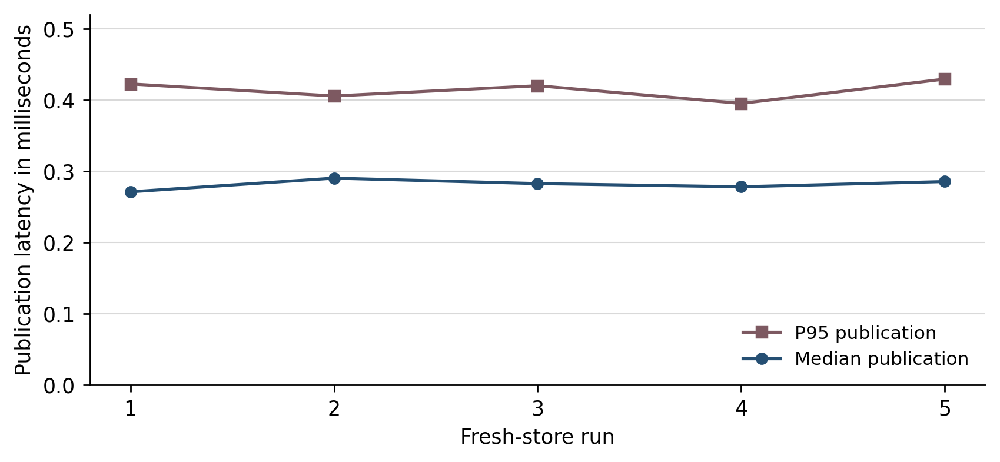 Publication latency in milliseconds
0.5
0.4
0.3
0.2
0.1
0.0
P95 publication
Median publication
1 2 3 4 5
Fresh-store run